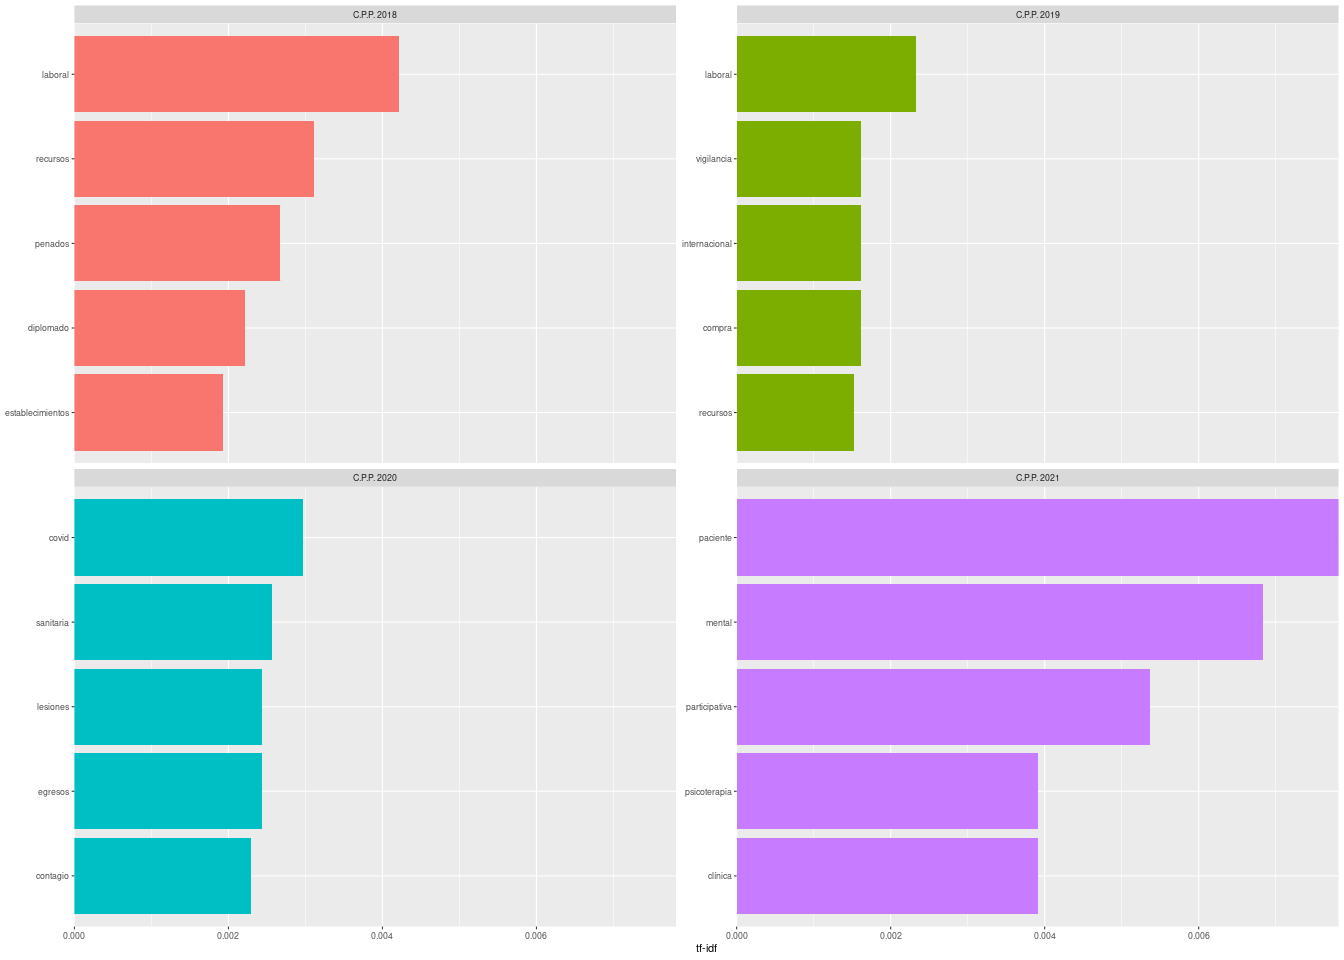 C.P.P. 2018
laboral
recursos
penados
diplomado
establecimientos
C.P.P. 2019
laboral
vigilancia
internacional
compra
recursos
C.P.P. 2020
covid
sanitaria
lesiones
egresos
contagio
0.000 0.002 0.004 0.006
C.P.P. 2021
paciente
mental
participativa
psicoterapia
clínica
0.000 0.002 0.004 0.006
tf-idf